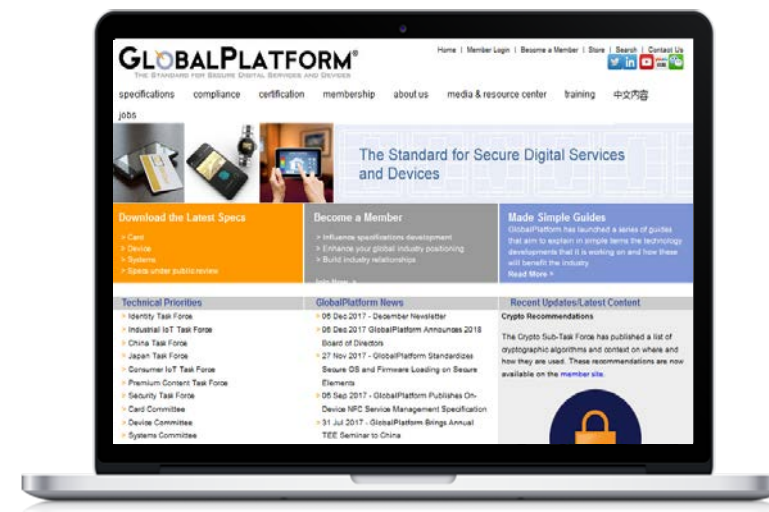 Home | Member Login | Become a Member | Store | Search | Contact Us
GLOBALPLATFORM®
THE STANDARD FOR SECURE DIGITAL SERVICES AND DEVICES
specifications compliance certification membership about us media & resource center training 中文内容
jobs
The Standard for Secure Digital Services
and Devices
Download the Latest Specs
> Card
> Device
> Systems
> Specs under public review
Become a Member
> Influence specifications development
> Enhance your global industry positioning
> Build industry relationships
Join Now >
Made Simple Guides
GlobalPlatform has launched a series of guides
that aim to explain in simple terms the technology
developments that it is working on and how these
will benefit the industry
Read More >
Technical Priorities
> Identity Task Force
> Industrial IoT Task Force
> China Task Force
> Japan Task Force
> Consumer IoT Task Force
> Premium Content Task Force
> Security Task Force
> Card Committee
> Device Committee
> Systems Committee
GlobalPlatform News
> 06 Dec 2017 - December Newsletter
> 06 Dec 2017 GlobalPlatform Announces 2018
Board of Directors
> 27 Nov 2017 - GlobalPlatform Standardizes
Secure OS and Firmware Loading on Secure
Elements
> 06 Sep 2017 - GlobalPlatform Publishes On-
Device NFC Service Management Specification
> 31 Jul 2017 - GlobalPlatform Brings Annual
TEE Seminar to China
Recent Updates/Latest Content
Crypto Recommendations
The Crypto Sub-Task Force has published a list of
cryptographic algorithms and context on where and
how they are used. These recommendations are now
available on the member site.